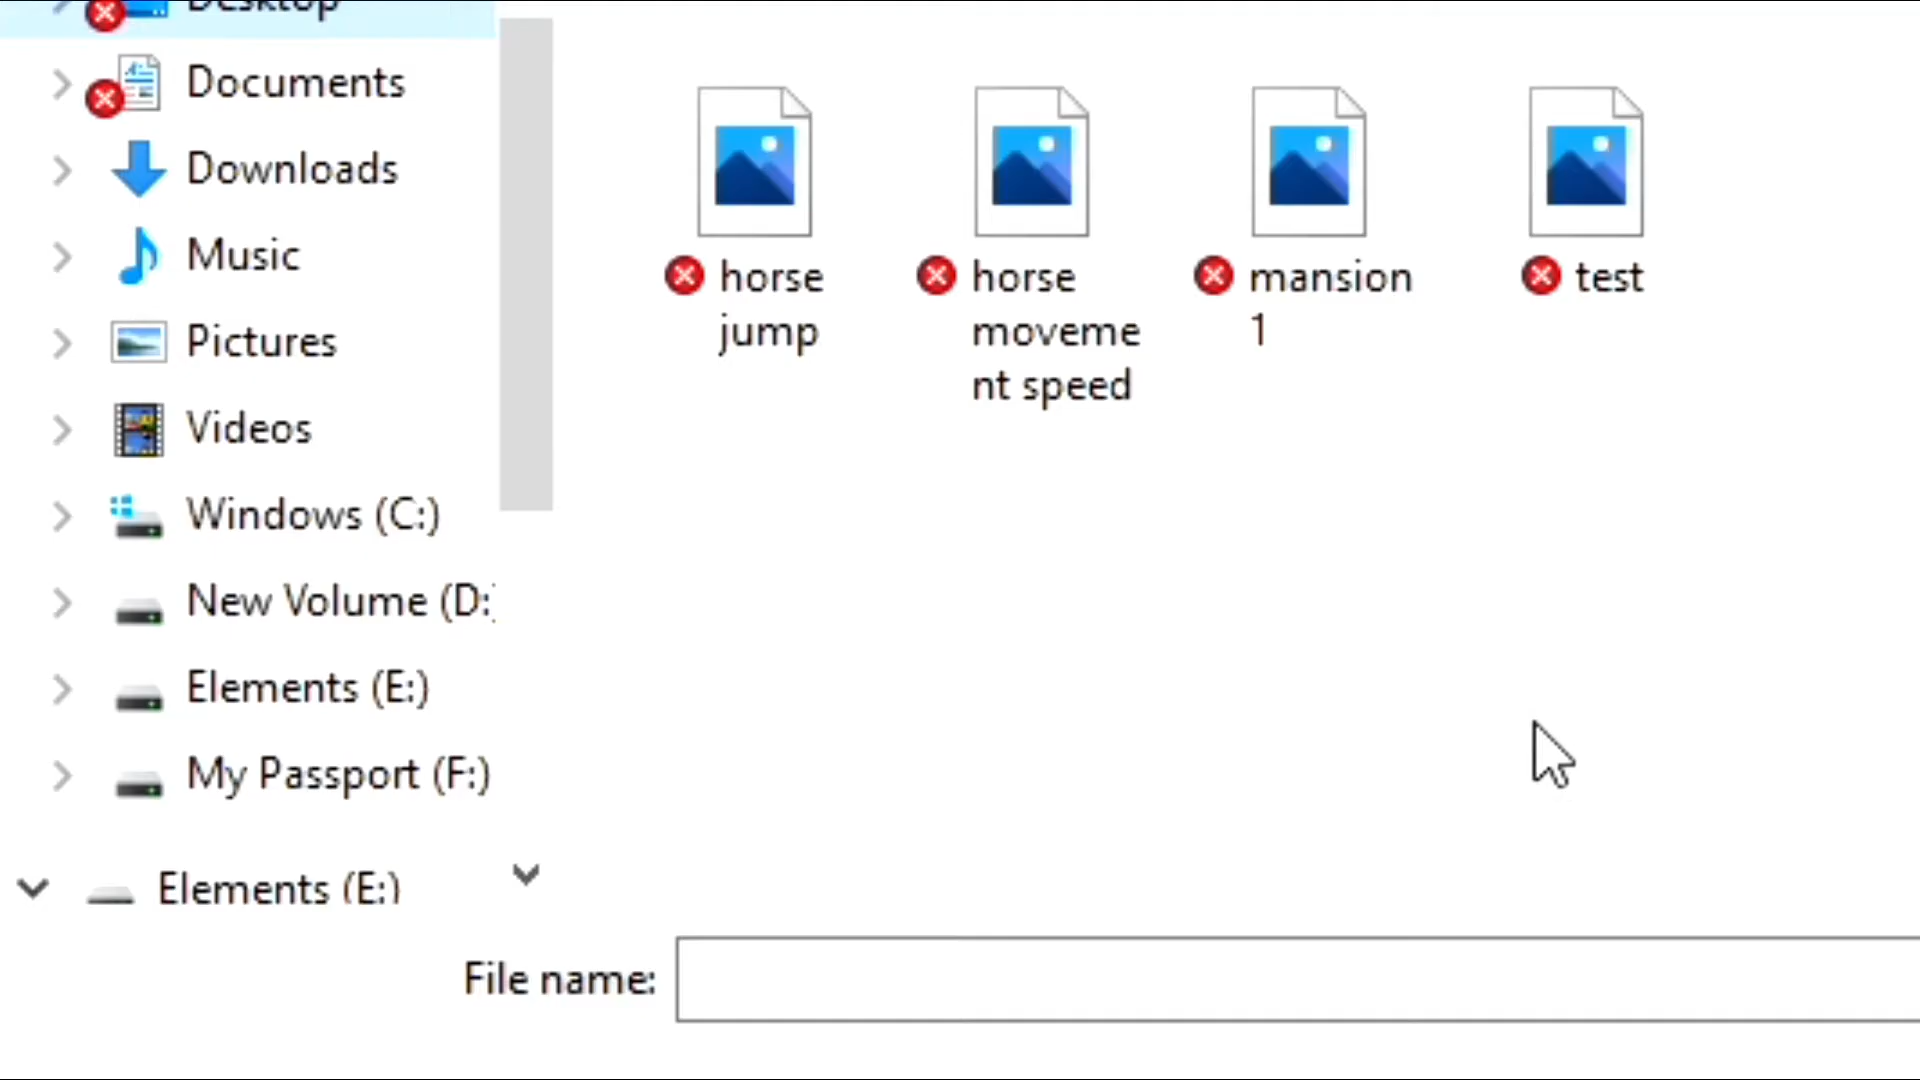 Desktop
Documents
Downloads
Music
Pictures
Videos
Windows (C:)
New Volume (D:)
Elements (E:)
My Passport (F:)
Elements (E:)
horse
jump
horse
moveme
nt speed
mansion
1
test
File name: